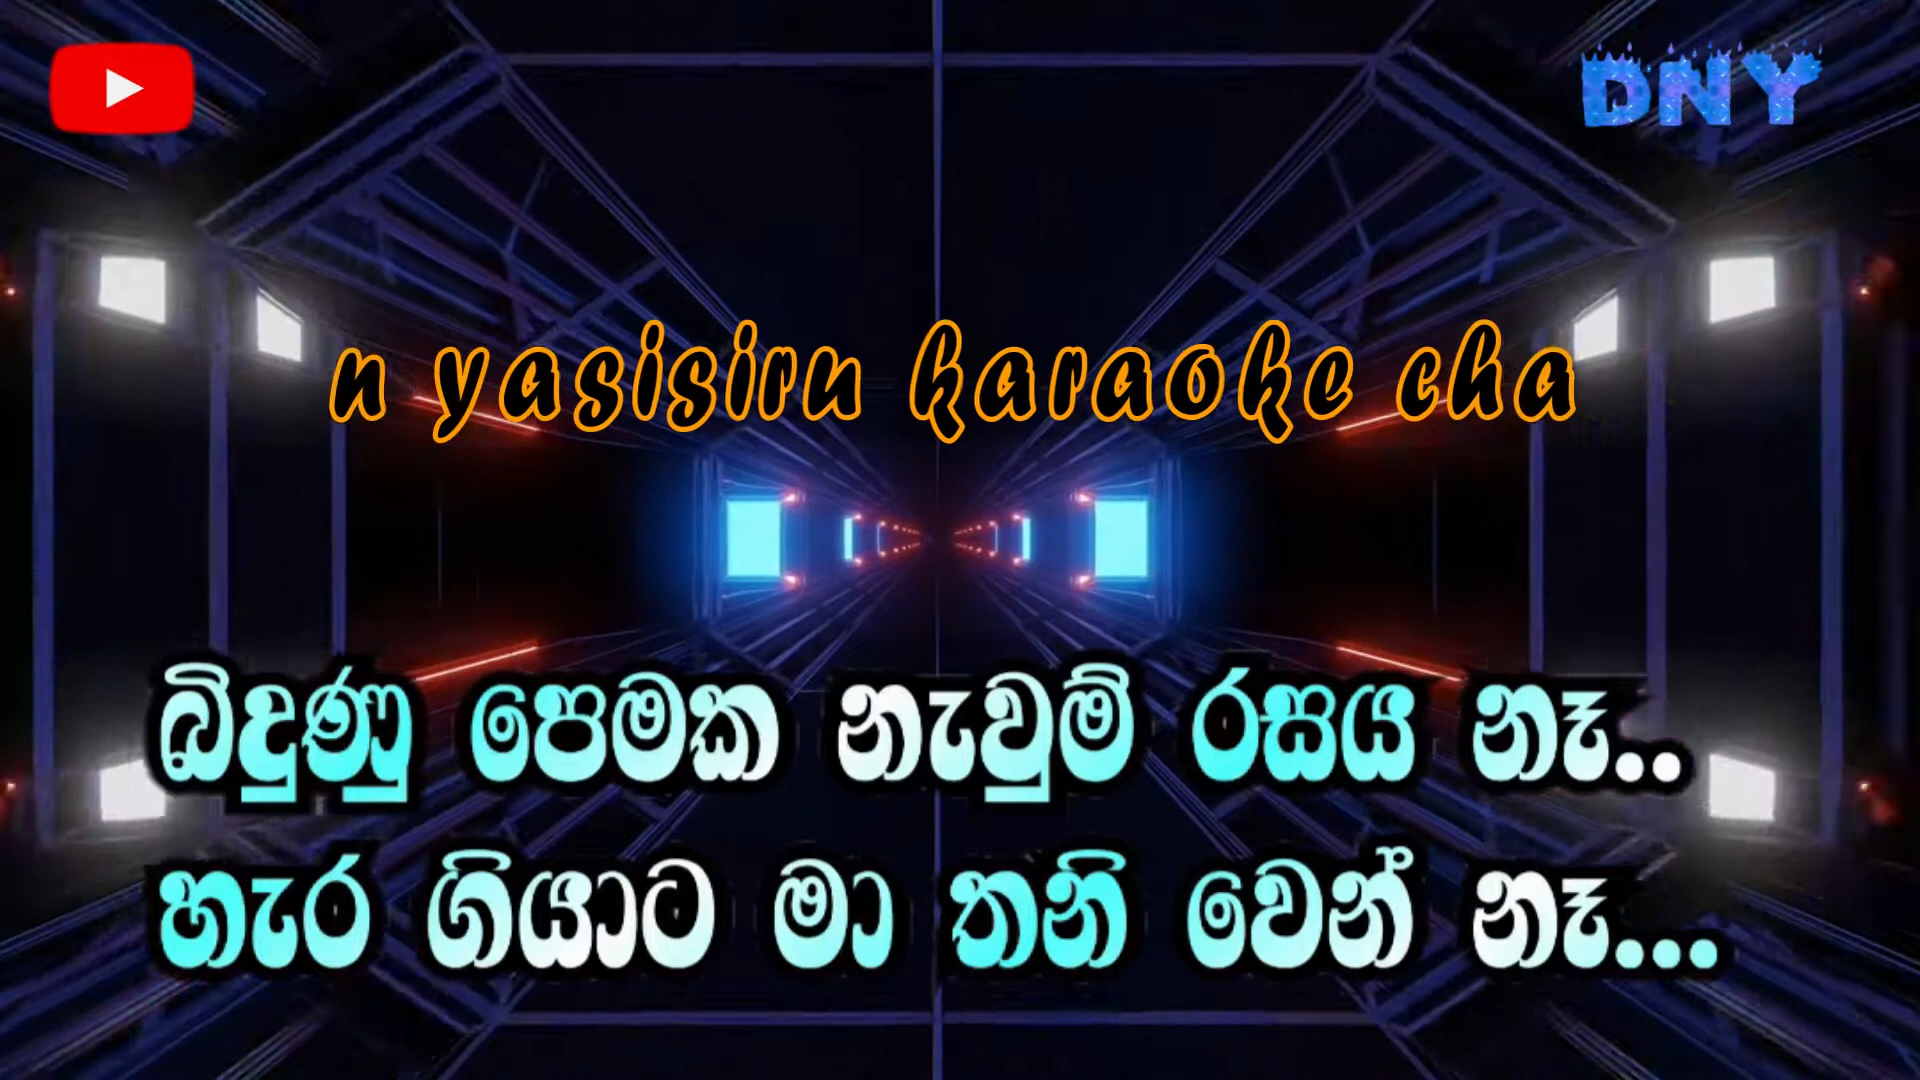 DNY
n yasisiru karaoke cha
බිදුණු පෙමක නැවුම් රසය නෑ..
හැර ගියාට මා තනි වෙන් නෑ...